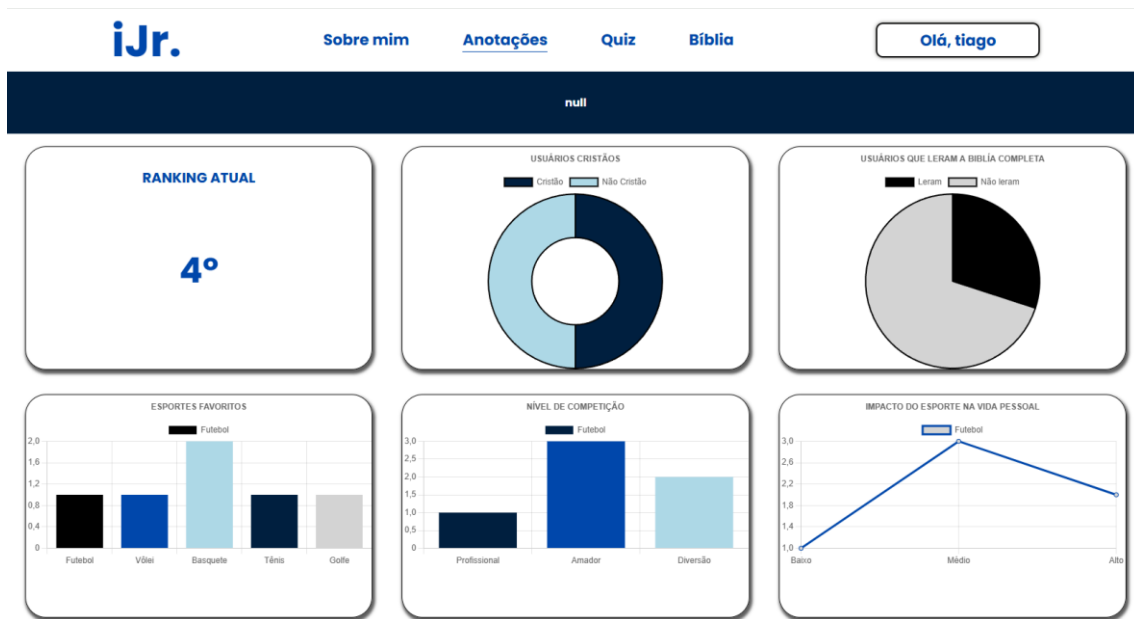 iJr.
Sobre mim
Anotações
Quiz
Bíblia
Olá, tiago
null
RANKING ATUAL
4º
USUÁRIOS CRISTÃOS
Cristão
Não Cristão
USUÁRIOS QUE LERAM A BIBLÍA COMPLETA
Leram
Não leram
ESPORTES FAVORITOS
Futebol
2,0
1,6
1,2
0,8
0,4
0
Futebol
Vôlei
Basquete
Tênis
Golfe
NÍVEL DE COMPETIÇÃO
Futebol
3,0
2,5
2,0
1,5
1,0
0,5
0
Profissional
Amador
Diversão
IMPACTO DO ESPORTE NA VIDA PESSOAL
Futebol
3,0
2,6
2,2
1,8
1,4
1,0
Baixo
Médio
Alto